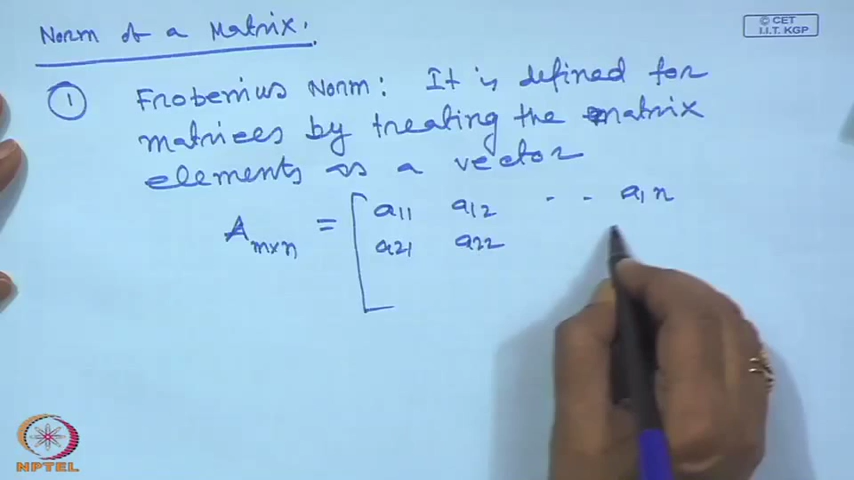 Norm of a Matrix.
© CET
I.I.T. KGP
① Frobenius Norm: It is defined for
matrices by treating the matrix
elements as a vector
A m×n = [ a11 a12 - - a1n
a21 a22
NPTEL